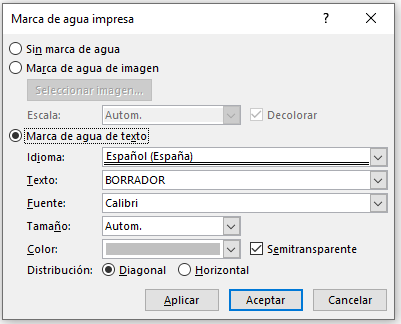 Marca de agua impresa ? ×
Sin marca de agua
Marca de agua de imagen
Seleccionar imagen...
Escala: Autom. Decolorar
Marca de agua de texto
Idioma: Español (España)
Texto: BORRADOR
Fuente: Calibri
Tamaño: Autom.
Color: Semitransparente
Distribución: Diagonal Horizontal
Aplicar Aceptar Cancelar